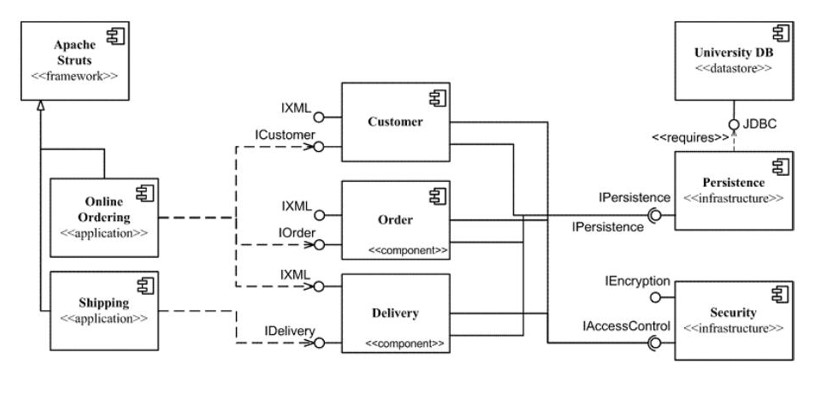 Apache
Struts
<<framework>>
University DB
<<datastore>>
JDBC
<<requires>>
IXML
ICustomer
Customer
Online
Ordering
<<application>>
IXML
IOrder
Order
<<component>>
IPersistence
IPersistence
Persistence
<<infrastructure>>
Shipping
<<application>>
IXML
IDelivery
Delivery
<<component>>
IEncryption
IAccessControl
Security
<<infrastructure>>